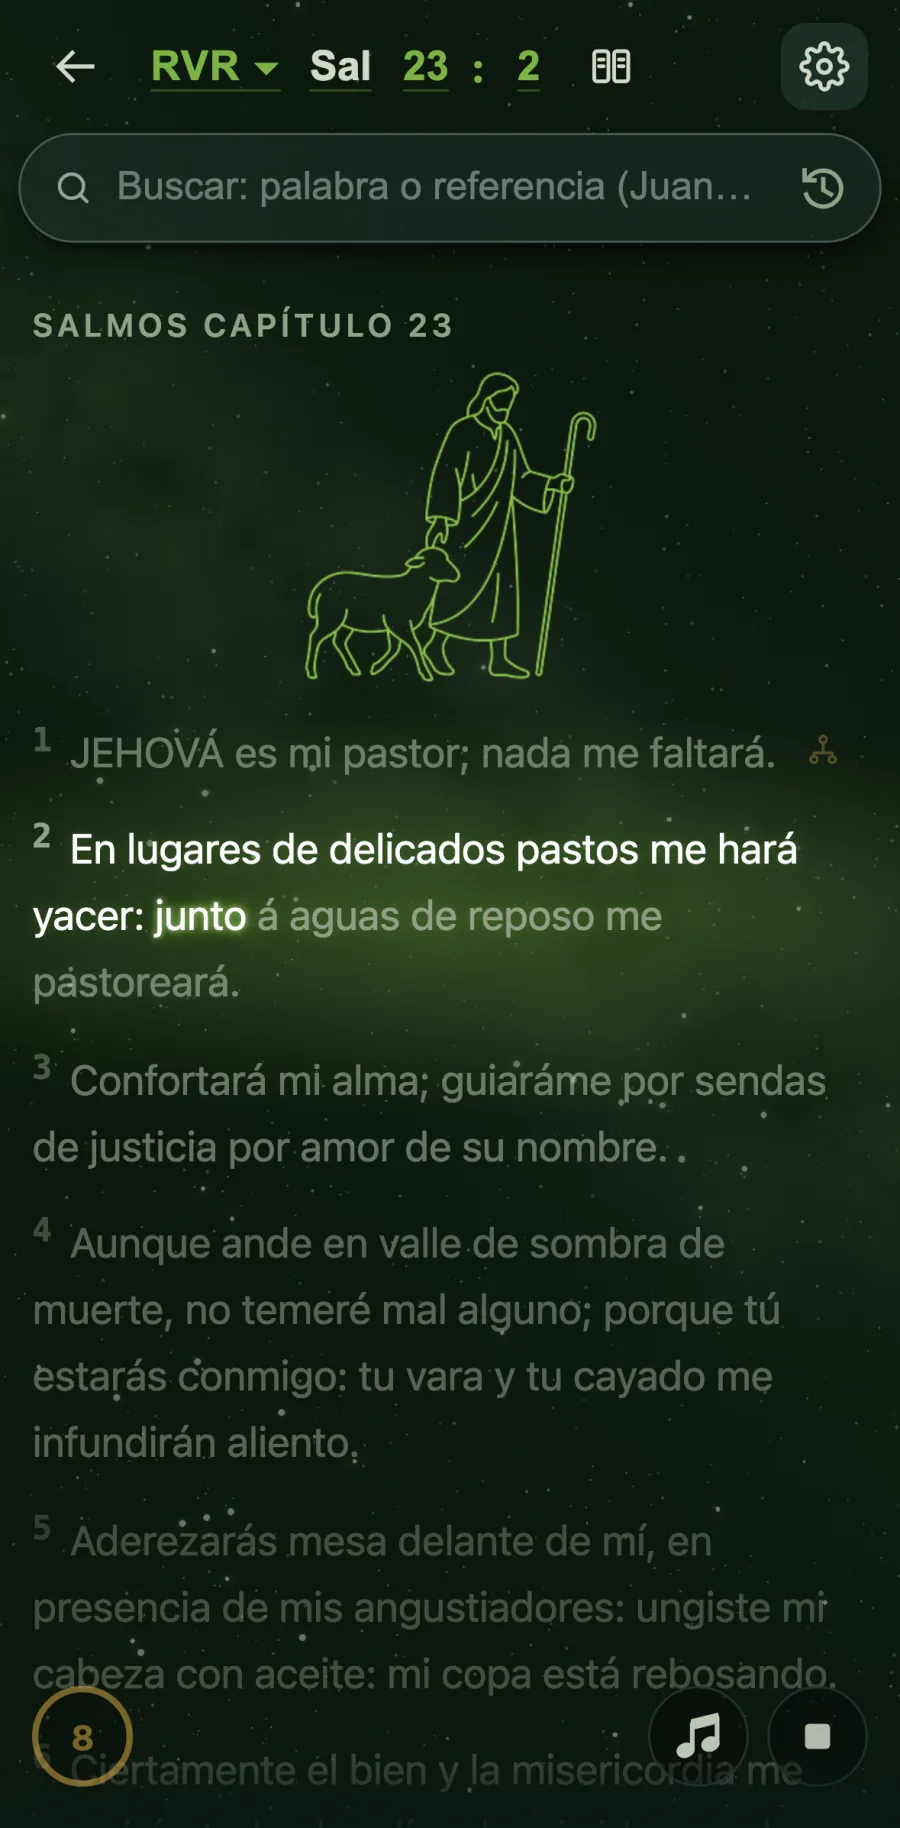 RVR Sal 23 : 2
Buscar: palabra o referencia (Juan…
SALMOS CAPÍTULO 23
1 JEHOVÁ es mi pastor; nada me faltará.
2 En lugares de delicados pastos me hará
yacer: junto á aguas de reposo me
pastoreará.
3 Confortará mi alma; guiaráme por sendas
de justicia por amor de su nombre.
4 Aunque ande en valle de sombra de
muerte, no temeré mal alguno; porque tú
estarás conmigo: tu vara y tu cayado me
infundirán aliento.
5 Aderezarás mesa delante de mí, en
presencia de mis angustiadores: ungiste mi
cabeza con aceite: mi copa está rebosando.
8
6 Ciertamente el bien y la misericordia me